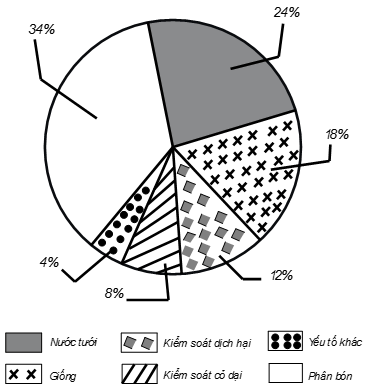 24%
34%
18%
12%
4%
8%
Nước tưới
Kiểm soát dịch hại
Yếu tố khác
Giống
Kiểm soát cỏ dại
Phân bón